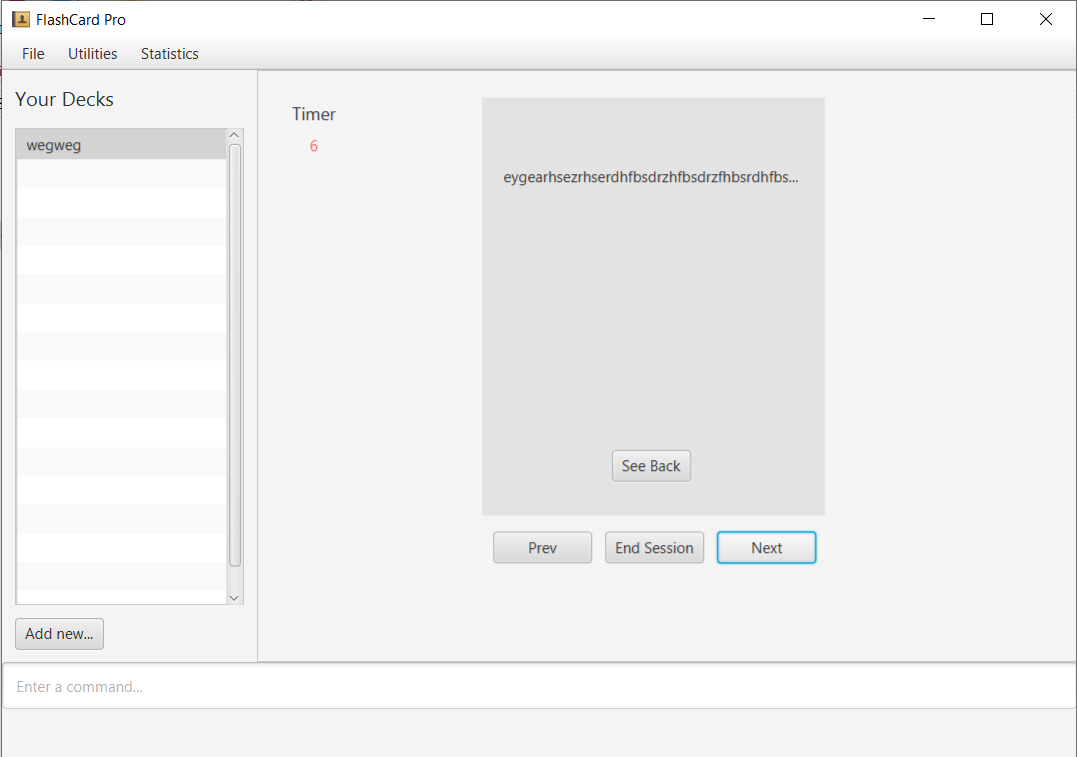 FlashCard Pro
File Utilities Statistics
Your Decks
wegweg
Add new...
Timer
6
eygearhsezrhserdhfbsdrzhfbsdrzfhbsrdhfbs...
See Back
Prev End Session Next
Enter a command...